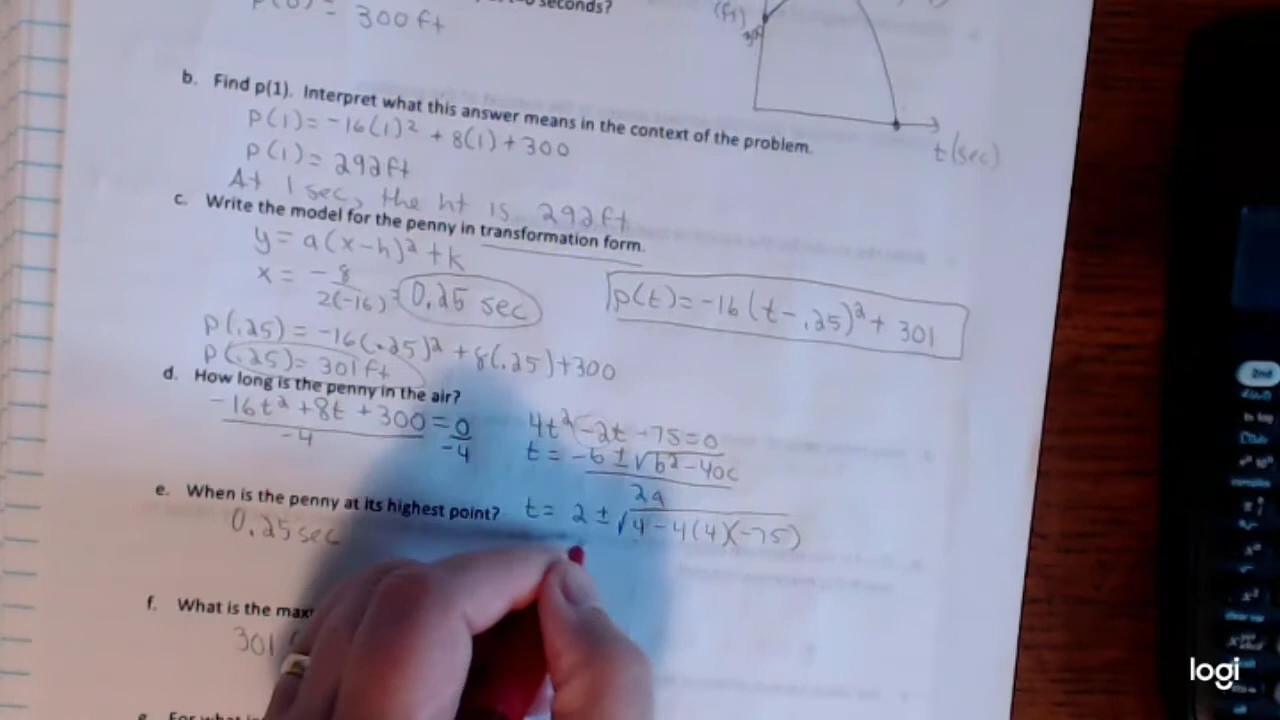 seconds?
300 ft
(ft)
b. Find p(1). Interpret what this answer means in the context of the problem.
p(1) = -16(1)² + 8(1) + 300
p(1) = 292 ft
At 1 sec, the ht is 292 ft
t (sec)
c. Write the model for the penny in transformation form.
y = a(x-h)² + k
x = -8 / 2(-16) = 0.25 sec
p(t) = -16(t - .25)² + 301
p(.25) = -16(.25)² + 8(.25) + 300
p(.25) = 301 ft
d. How long is the penny in the air?
-16t² + 8t + 300 = 0
-4 -4
4t² - 2t - 75 = 0
t = -b ± √b² - 4ac
2a
e. When is the penny at its highest point?
0.25 sec
t = 2 ± √4 - 4(4)(-75)
f. What is the max
301
g. For what
2nd
x²
logi